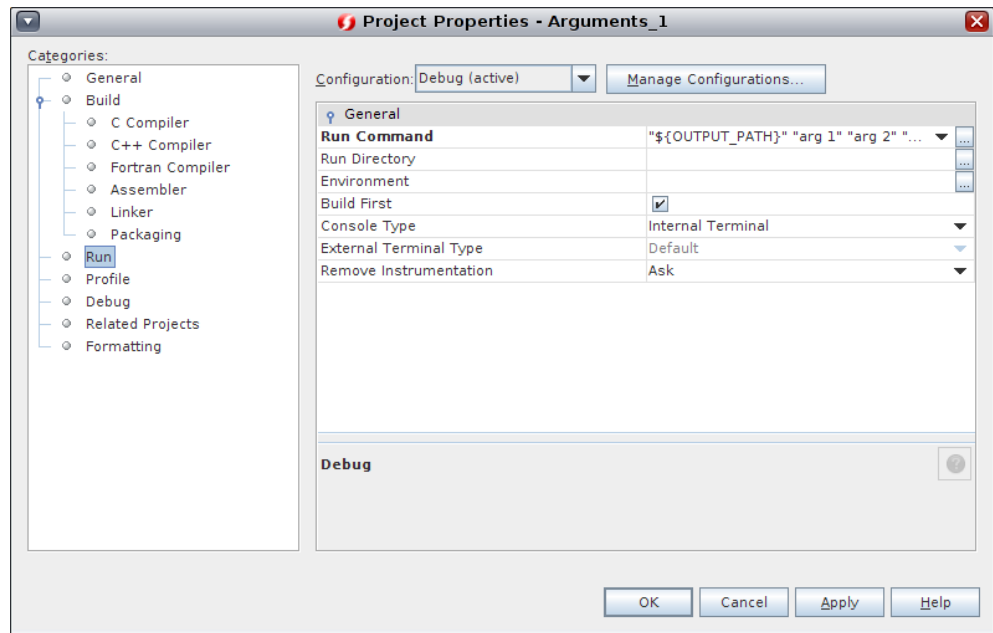 Project Properties - Arguments_1
Categories:
General
Build
C Compiler
C++ Compiler
Fortran Compiler
Assembler
Linker
Packaging
Run
Profile
Debug
Related Projects
Formatting
Configuration: Debug (active) Manage Configurations...
General
Run Command "${OUTPUT_PATH}" "arg 1" "arg 2" "... ...
Run Directory ...
Environment ...
Build First
Console Type Internal Terminal
External Terminal Type Default
Remove Instrumentation Ask
Debug
?
OK Cancel Apply Help